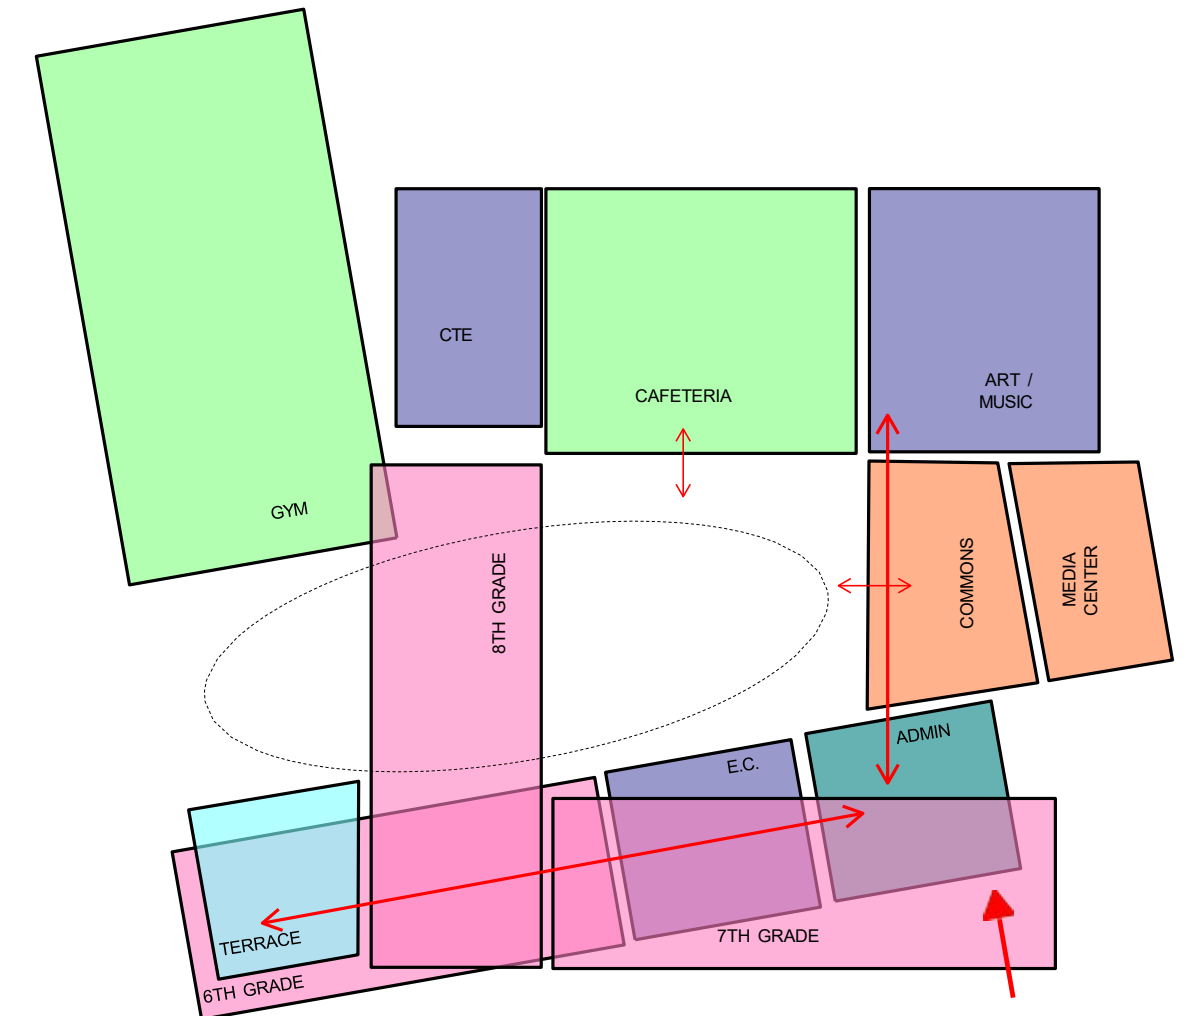 CTE
CAFETERIA
ART /
MUSIC
GYM
8TH GRADE
COMMONS
MEDIA
CENTER
ADMIN
E.C.
TERRACE
7TH GRADE
6TH GRADE